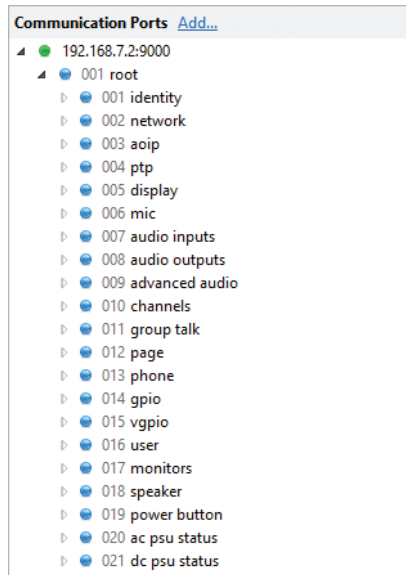 Communication Ports Add...
192.168.7.2:9000
001 root
001 identity
002 network
003 aoip
004 ptp
005 display
006 mic
007 audio inputs
008 audio outputs
009 advanced audio
010 channels
011 group talk
012 page
013 phone
014 gpio
015 vgpio
016 user
017 monitors
018 speaker
019 power button
020 ac psu status
021 dc psu status